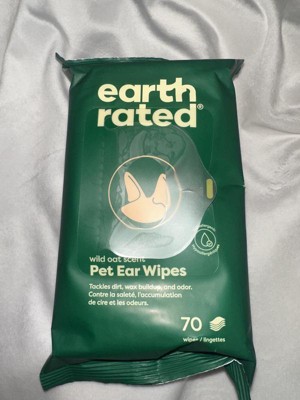 earth
rated®
wild oat scent
Pet Ear Wipes
Tackles dirt, wax buildup, and odor.
Contre la saleté, l'accumulation
de cire et les odeurs.
70
wipes / lingettes